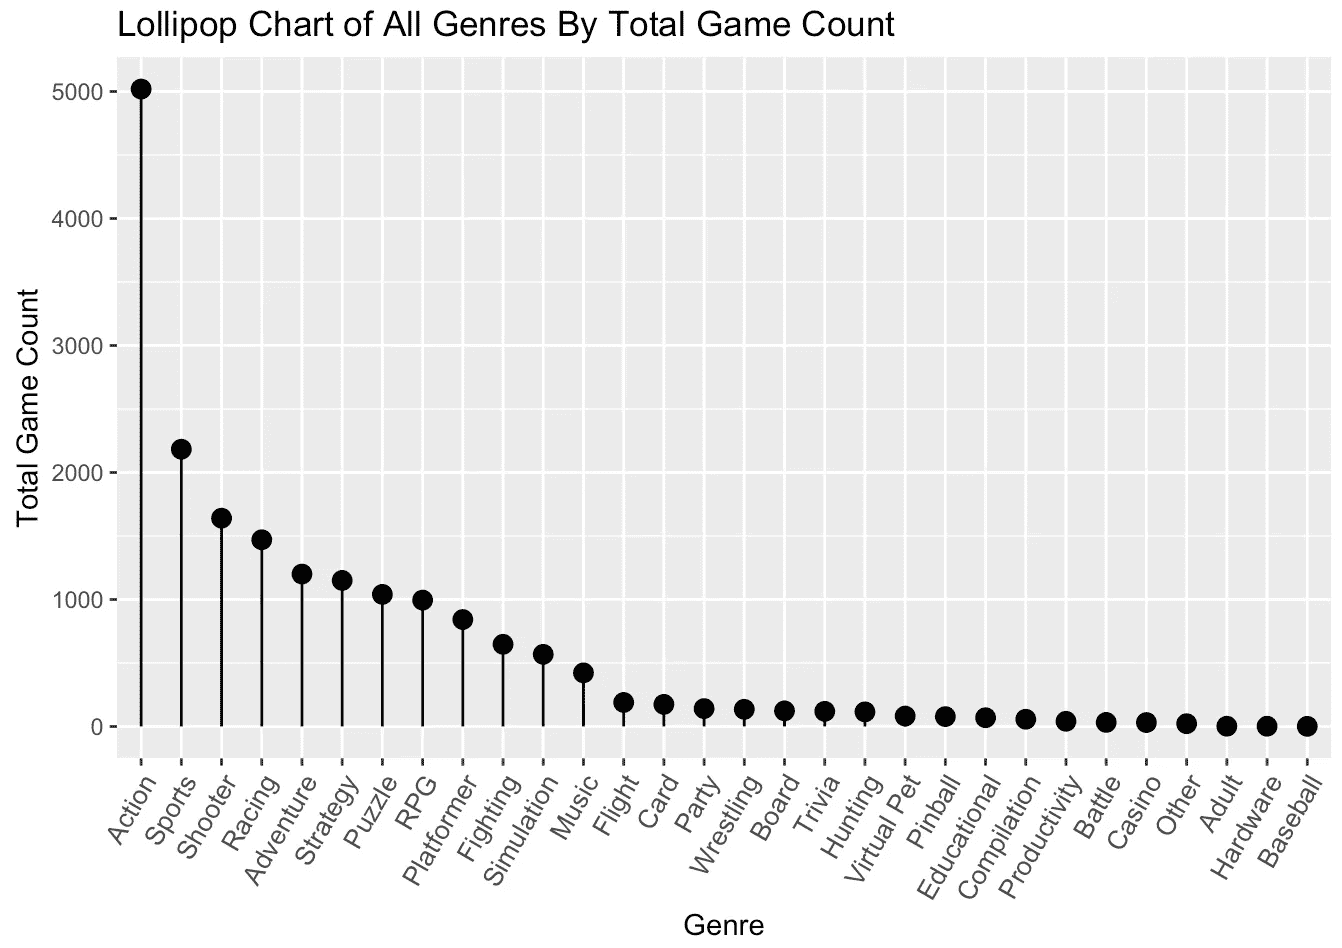 Lollipop Chart of All Genres By Total Game Count
Total Game Count
5000
4000
3000
2000
1000
0
Action
Sports
Shooter
Racing
Adventure
Strategy
Puzzle
RPG
Platformer
Fighting
Simulation
Music
Flight
Card
Party
Wrestling
Board
Trivia
Hunting
Virtual Pet
Pinball
Educational
Compilation
Productivity
Battle
Casino
Other
Adult
Hardware
Baseball
Genre